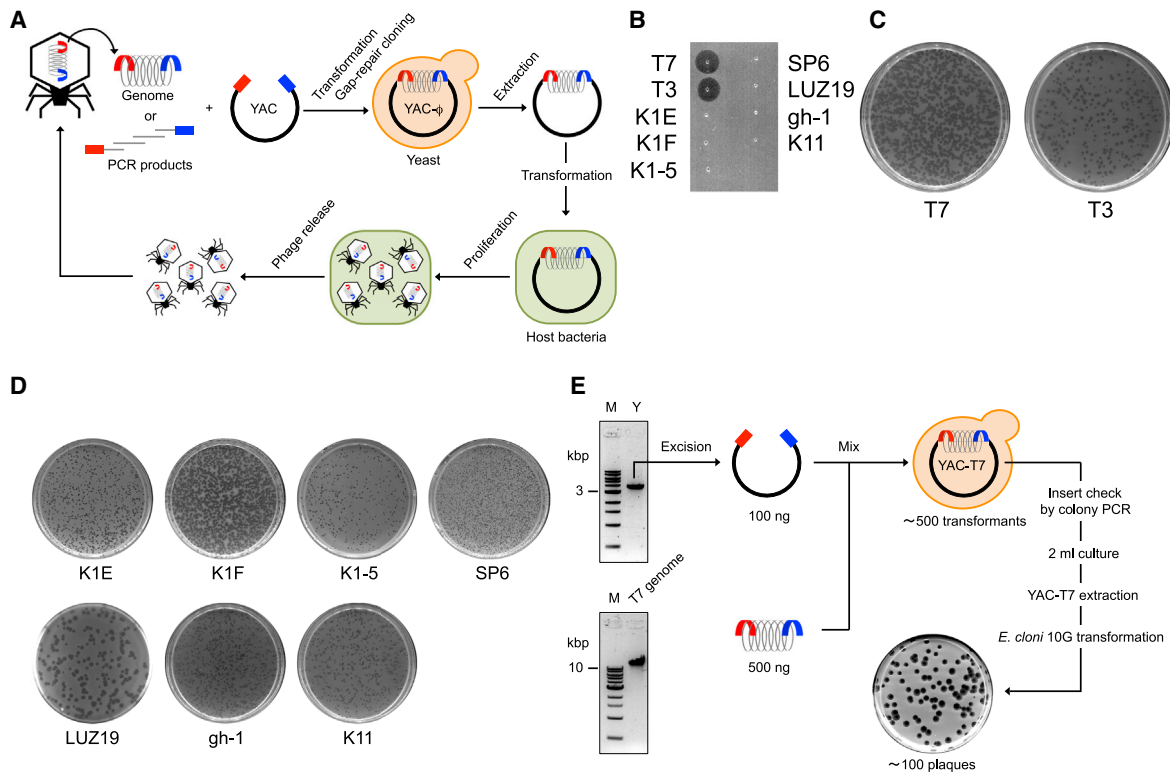 A
Genome
or
PCR products
+
YAC
Transformation
Gap-repair cloning
YAC-ϕ
Yeast
Extraction
Transformation
Host bacteria
Proliferation
Phage release
B
T7
T3
K1E
K1F
K1-5
SP6
LUZ19
gh-1
K11
C
T7
T3
D
K1E
K1F
K1-5
SP6
LUZ19
gh-1
K11
E
M
Y
kbp
3
Excision
100 ng
Mix
YAC-T7
~500 transformants
M
T7 genome
kbp
10
500 ng
Insert check
by colony PCR
2 ml culture
YAC-T7 extraction
E. cloni 10G transformation
~100 plaques